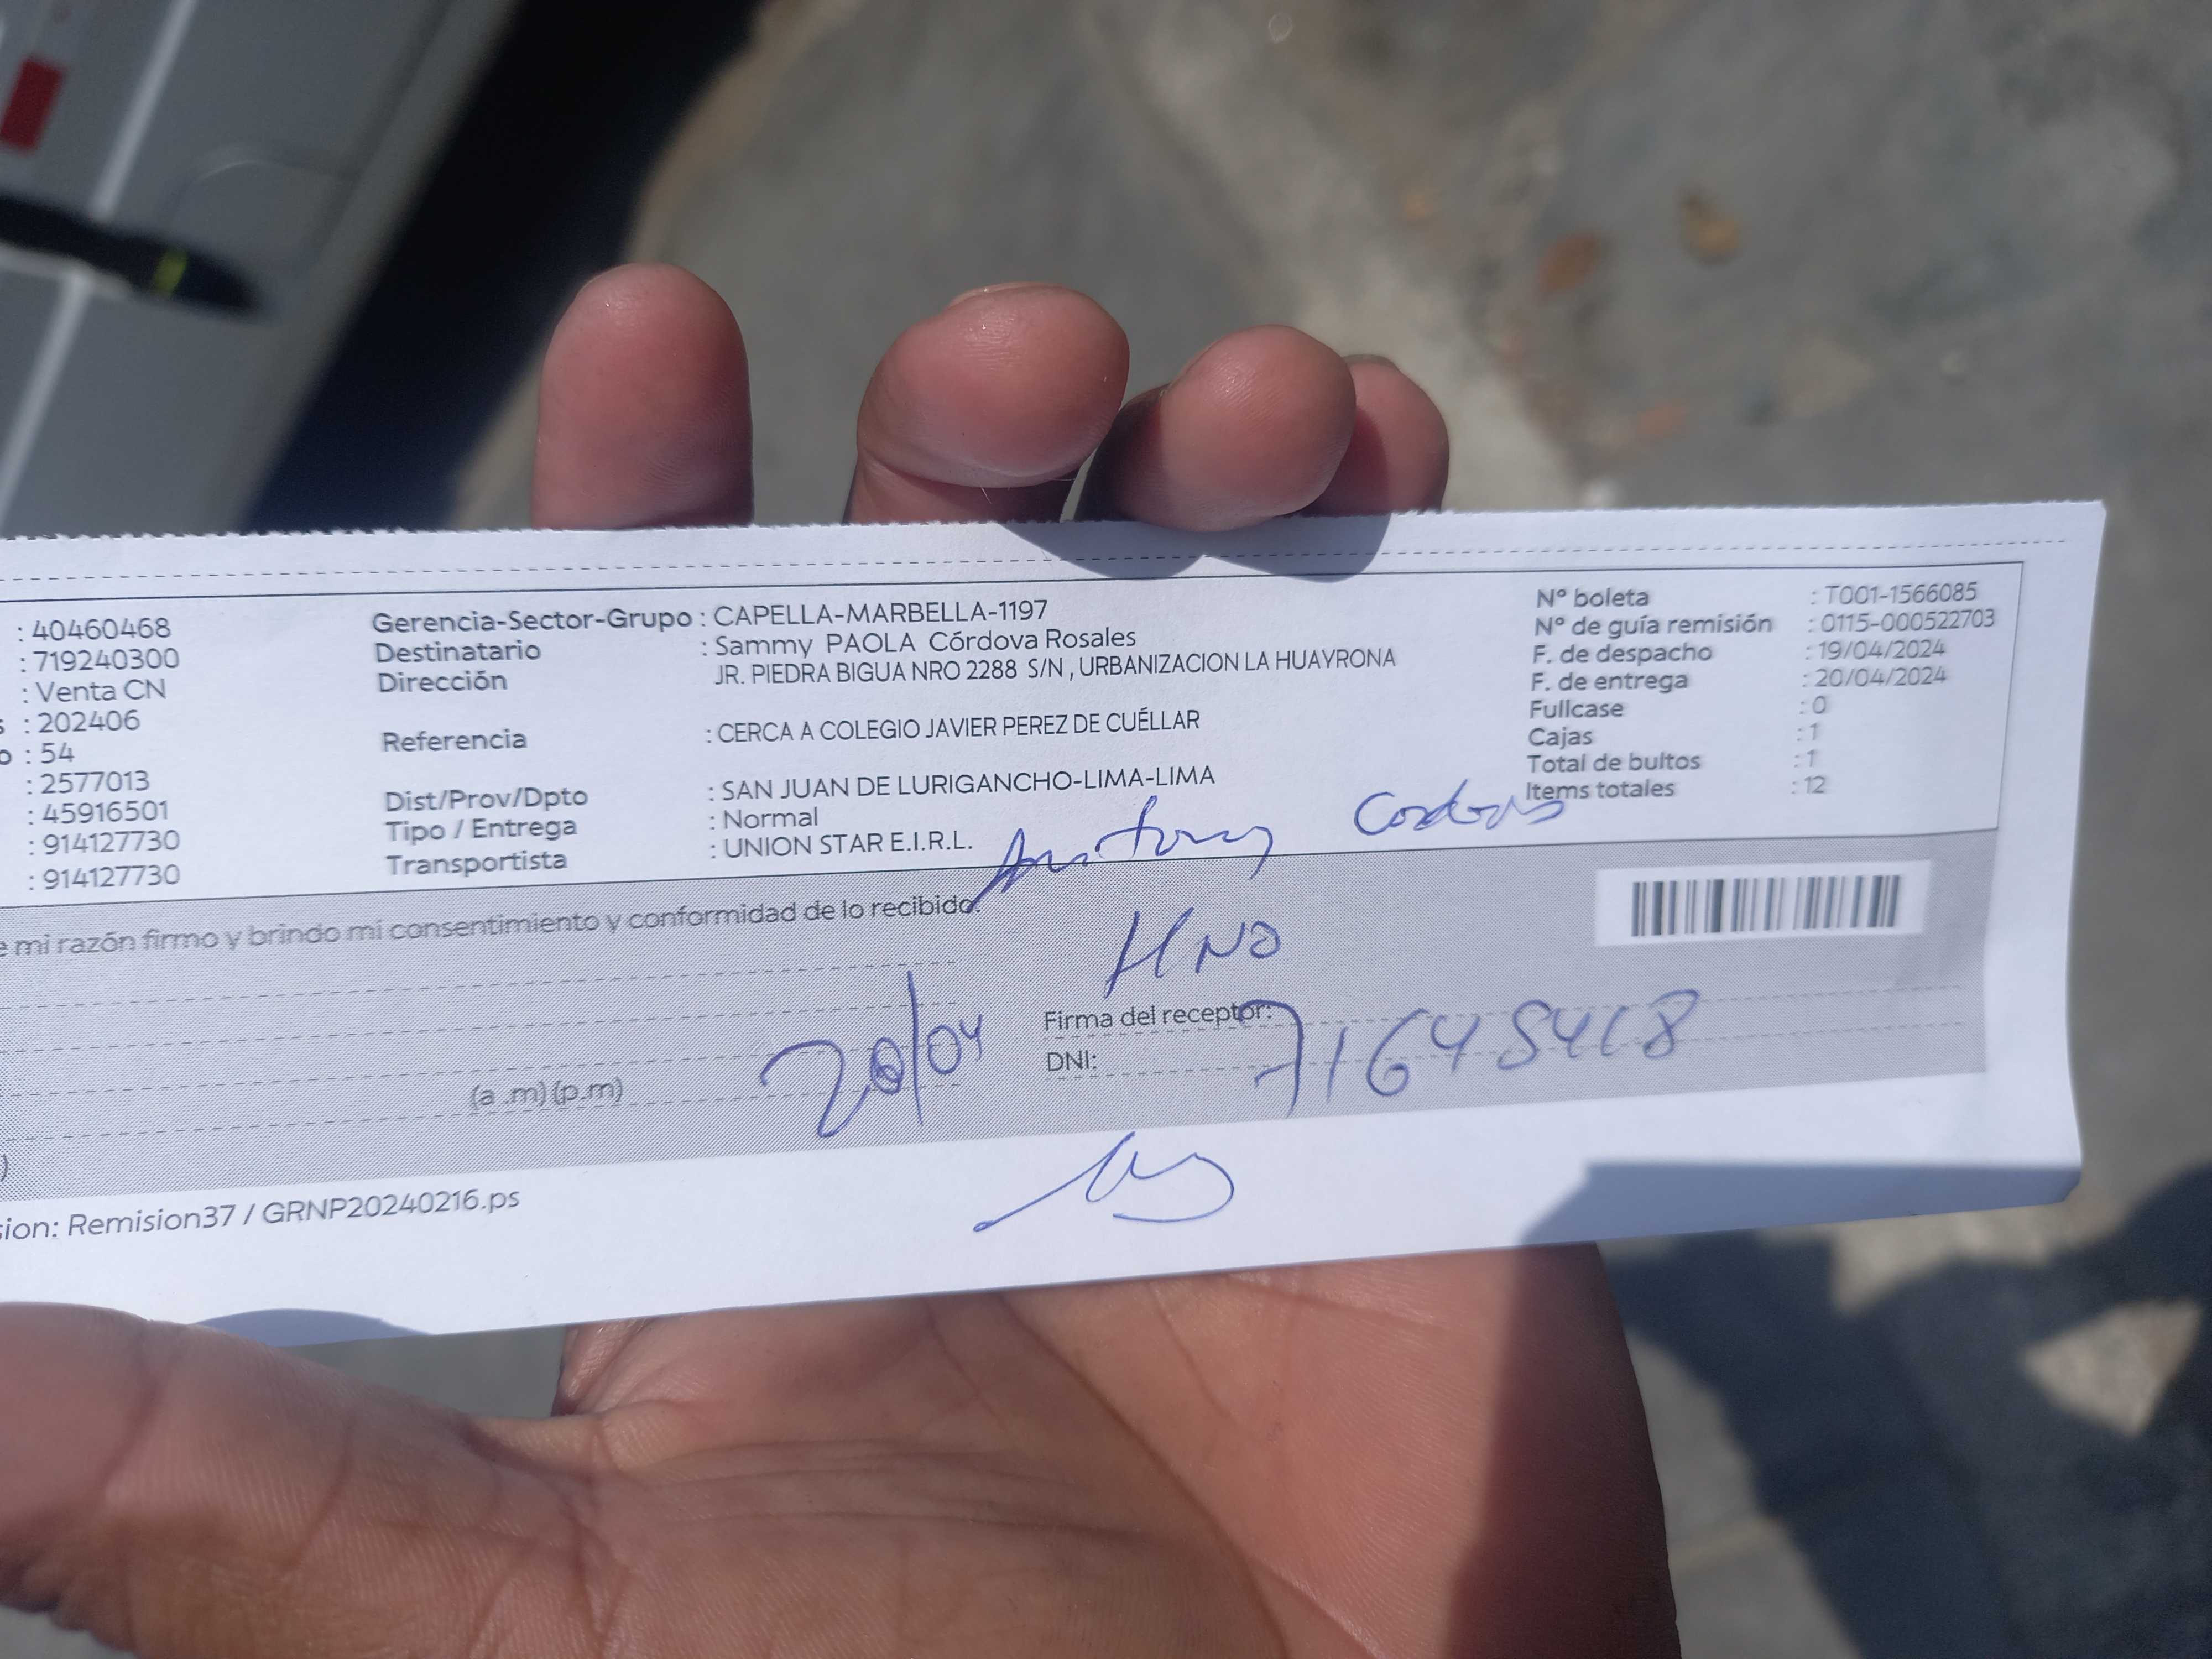 : 40460468
: 719240300
: Venta CN
s : 202406
o : 54
: 2577013
: 45916501
: 914127730
: 914127730
Gerencia-Sector-Grupo : CAPELLA-MARBELLA-1197
Destinatario : Sammy PAOLA Córdova Rosales
Dirección JR. PIEDRA BIGUA NRO 2288 S/N , URBANIZACION LA HUAYRONA
Referencia : CERCA A COLEGIO JAVIER PEREZ DE CUÉLLAR
Dist/Prov/Dpto : SAN JUAN DE LURIGANCHO-LIMA-LIMA
Tipo / Entrega : Normal
Transportista : UNION STAR E.I.R.L.
Nº boleta : T001-1566085
Nº de guía remisión : 0115-000522703
F. de despacho : 19/04/2024
F. de entrega : 20/04/2024
Fullcase : 0
Cajas : 1
Total de bultos : 1
Items totales : 12
Antony Cordova
e mi razón firmo y brindo mi consentimiento y conformidad de lo recibido.
HNO
Firma del receptor:
DNI: 71645418
(a .m) (p.m) 20/04
)
sion: Remision37 / GRNP20240216.ps